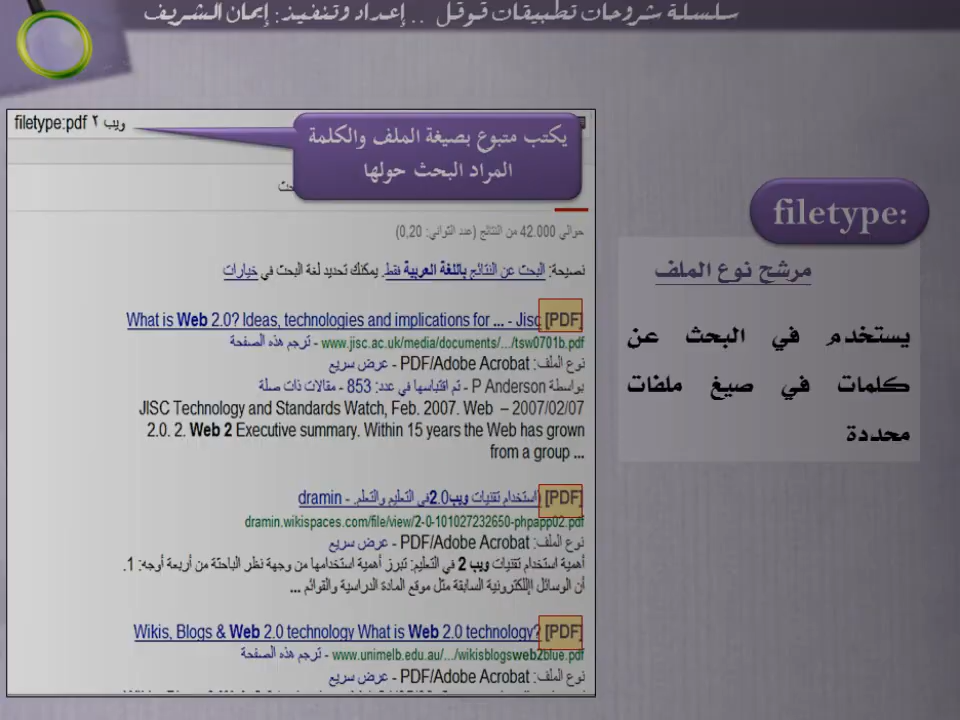 سلسلة شروحات تطبيقات قوقل .. إعداد وتنفيذ: إيمان الشريف
filetype:pdf ويب ٢
يكتب متبوع بصيغة الملف والكلمة
المراد البحث حولها
حوالي 42.000 من النتائج (عدد الثواني: 0,20)
نصيحة: البحث عن النتائج باللغة العربية فقط. يمكنك تحديد لغة البحث في خيارات
What is Web 2.0? Ideas, technologies and implications for ... - Jisc [PDF]
www.jisc.ac.uk/media/documents/.../tsw0701b.pdf - ترجم هذه الصفحة
نوع الملف: PDF/Adobe Acrobat - عرض سريع
بواسطة P Anderson - تم اقتباسها في عدد: 853 - مقالات ذات صلة
JISC Technology and Standards Watch, Feb. 2007. Web – 2007/02/07
2.0. 2. Web 2 Executive summary. Within 15 years the Web has grown
from a group ...
[PDF] استخدام تقنيات ويب2.0في التعليم والتعلم. - dramin
dramin.wikispaces.com/file/view/2-0-101027232650-phpapp02.pdf
نوع الملف: PDF/Adobe Acrobat - عرض سريع
أهمية استخدام تقنيات ويب 2 في التعليم: تبرز أهمية استخدامها من وجهة نظر الباحثة من أربعة أوجه: 1.
أن الوسائل الإلكترونية السابقة مثل موقع المادة الدراسية والقوائم ...
Wikis, Blogs & Web 2.0 technology What is Web 2.0 technology? [PDF]
www.unimelb.edu.au/.../wikisblogsweb2blue.pdf - ترجم هذه الصفحة
نوع الملف: PDF/Adobe Acrobat - عرض سريع
filetype:
مرشح نوع الملف
يستخدم في البحث عن
كلمات في صيغ ملفات
محددة